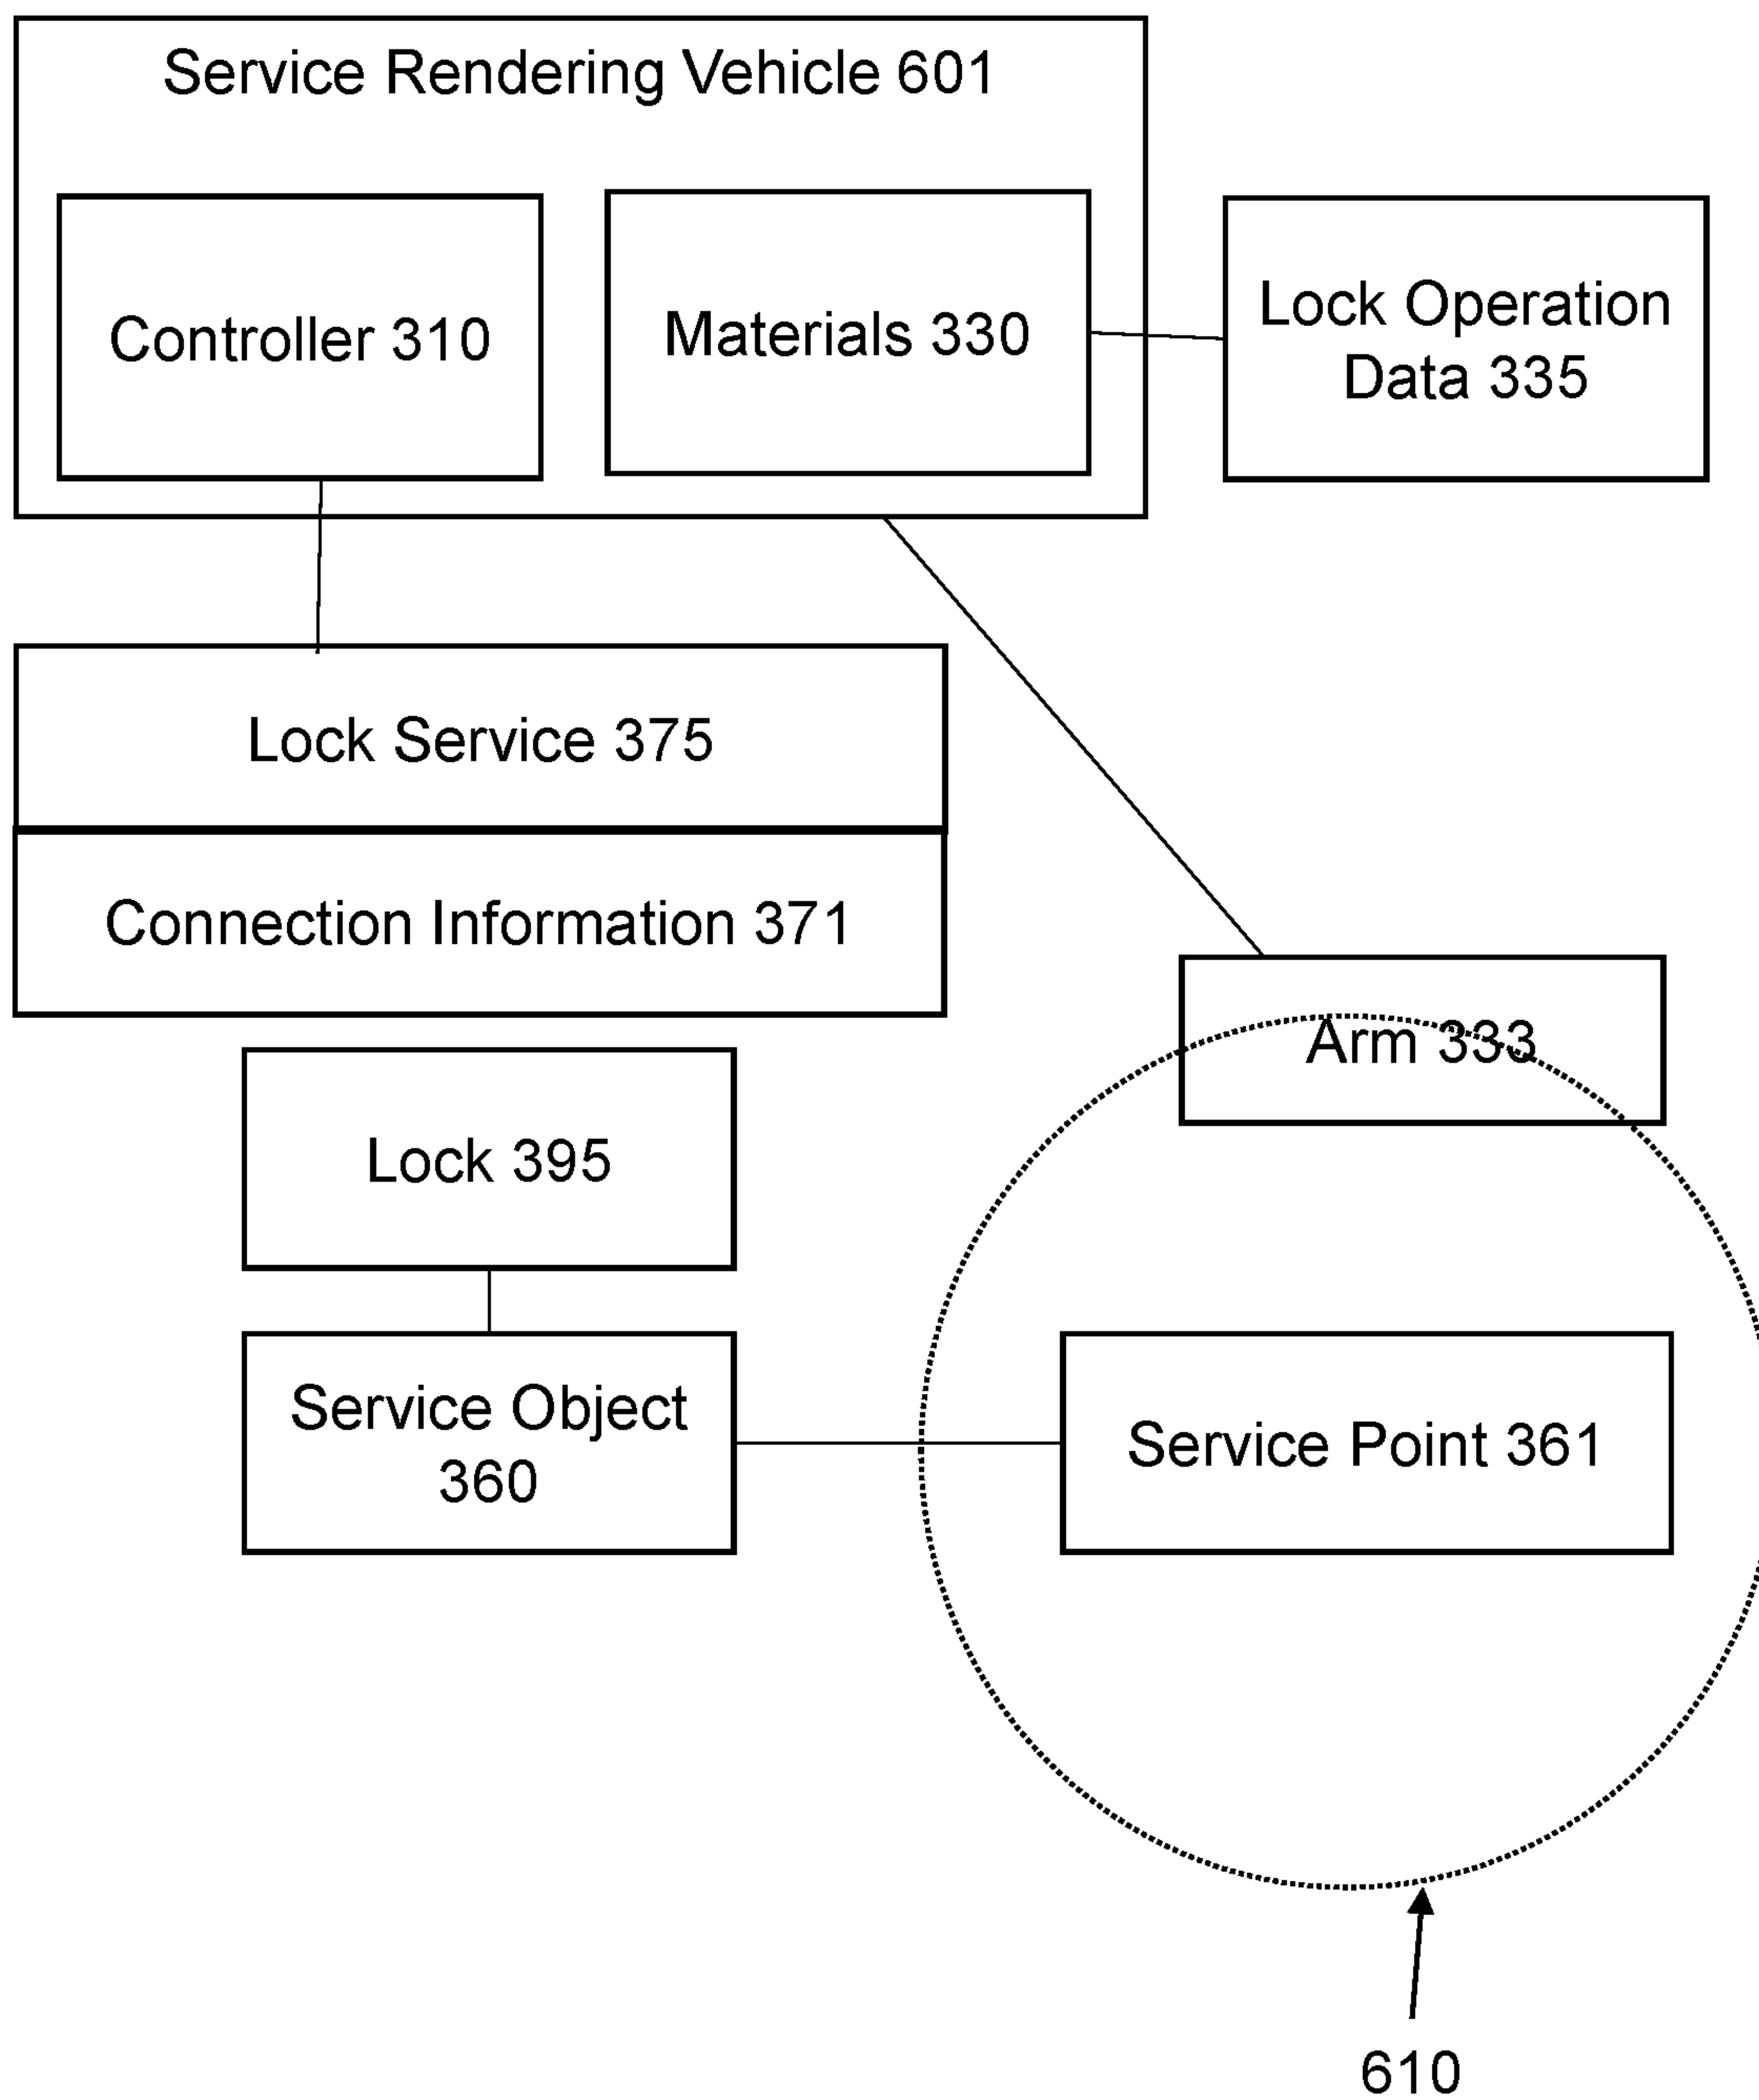 Service Rendering Vehicle 601
Controller 310
Materials 330
Lock Operation
Data 335
Lock Service 375
Connection Information 371
Arm 333
Lock 395
Service Object
360
Service Point 361
610